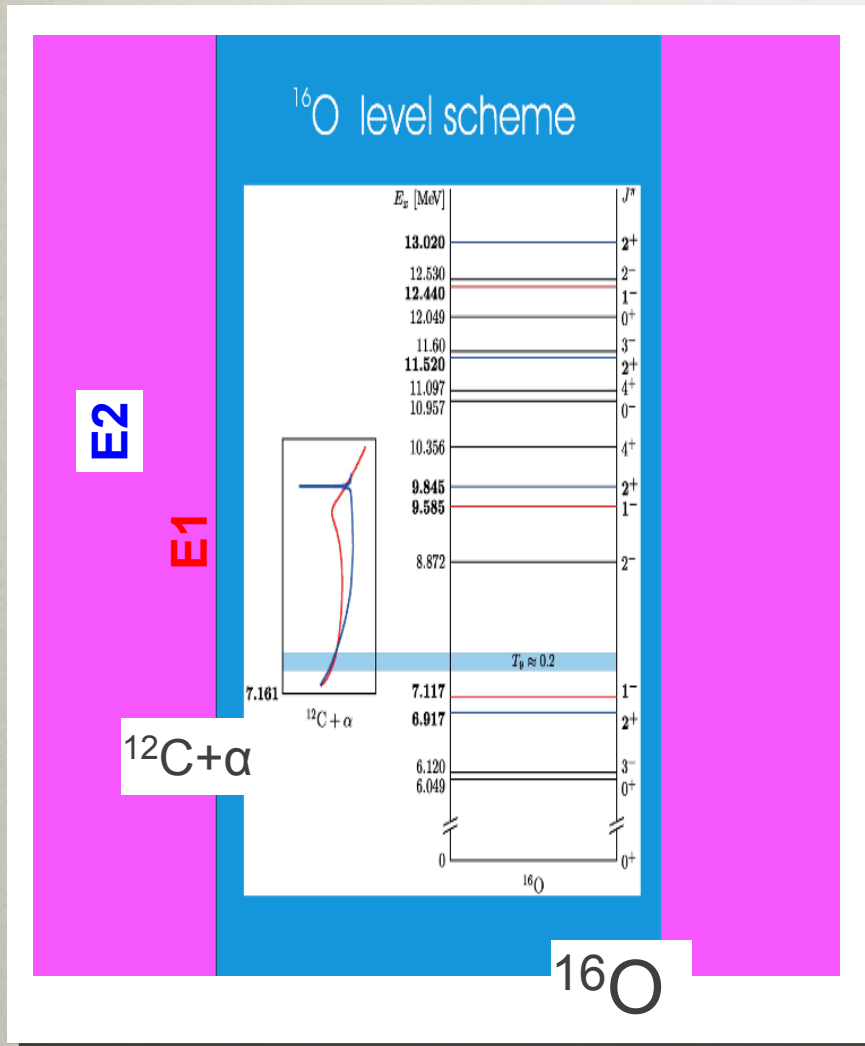 ¹⁶O level scheme
Eₓ [MeV] Jᵖⁱ
13.020 2⁺
12.530 2⁻
12.440 1⁻
12.049 0⁺
11.60 3⁻
11.520 2⁺
11.097 4⁺
10.957 0⁻
10.356 4⁺
9.845 2⁺
9.585 1⁻
8.872 2⁻
T₉ ≈ 0.2
7.161 7.117 1⁻
6.917 2⁺
¹²C + α
6.120 3⁻
6.049 0⁺
0 0⁺
¹⁶O
E2
E1
¹²C+α
¹⁶O